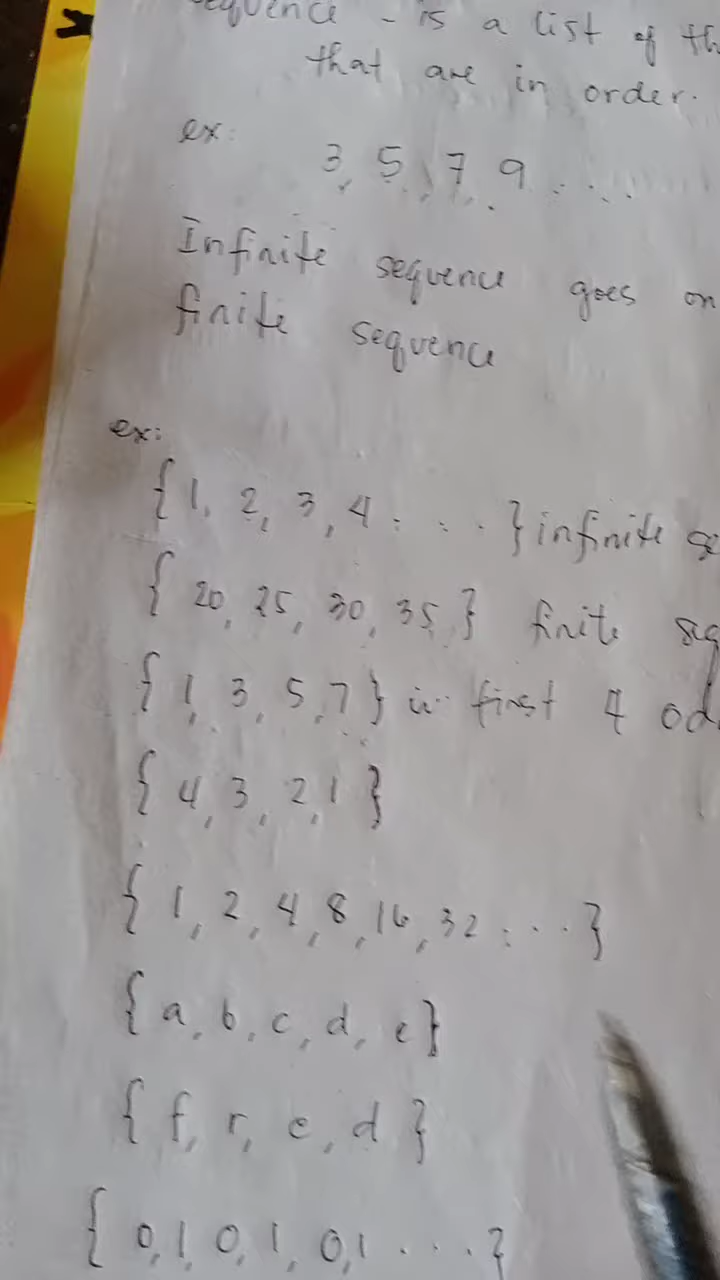 sequence - is a list of
that are in order.
ex:
3, 5, 7, 9 . . . .
Infinite sequence goes on
finite sequence
ex:
{ 1, 2, 3, 4 . . . . } infinite
{ 20, 25, 30, 35 } finite
{ 1, 3, 5, 7 } is first 4
{ 4, 3, 2, 1 }
{ 1, 2, 4, 8, 16, 32 . . . . }
{ a, b, c, d, e }
{ f, r, e, d }
{ 0, 1, 0, 1, 0, 1 . . . . }